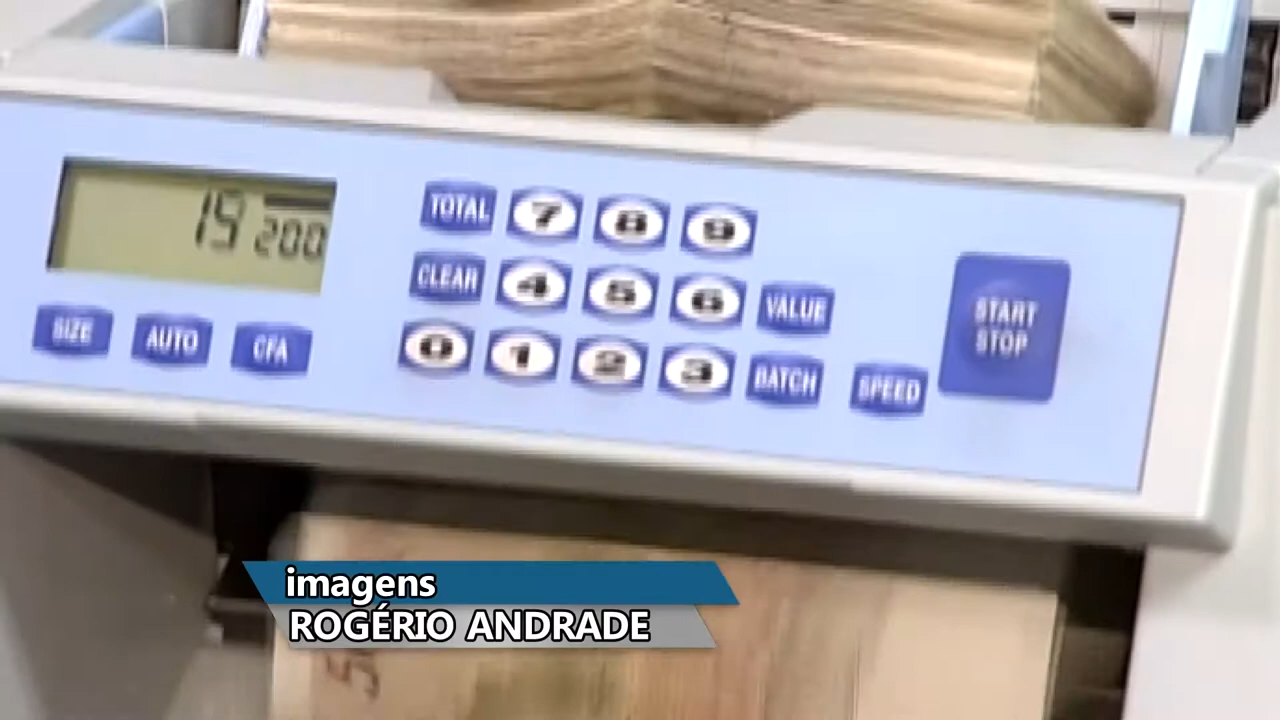 19 200
TOTAL 7 8 9
CLEAR 4 5 6 VALUE
0 1 2 3 BATCH SPEED
SIZE AUTO CFA
START
STOP
imagens
ROGÉRIO ANDRADE